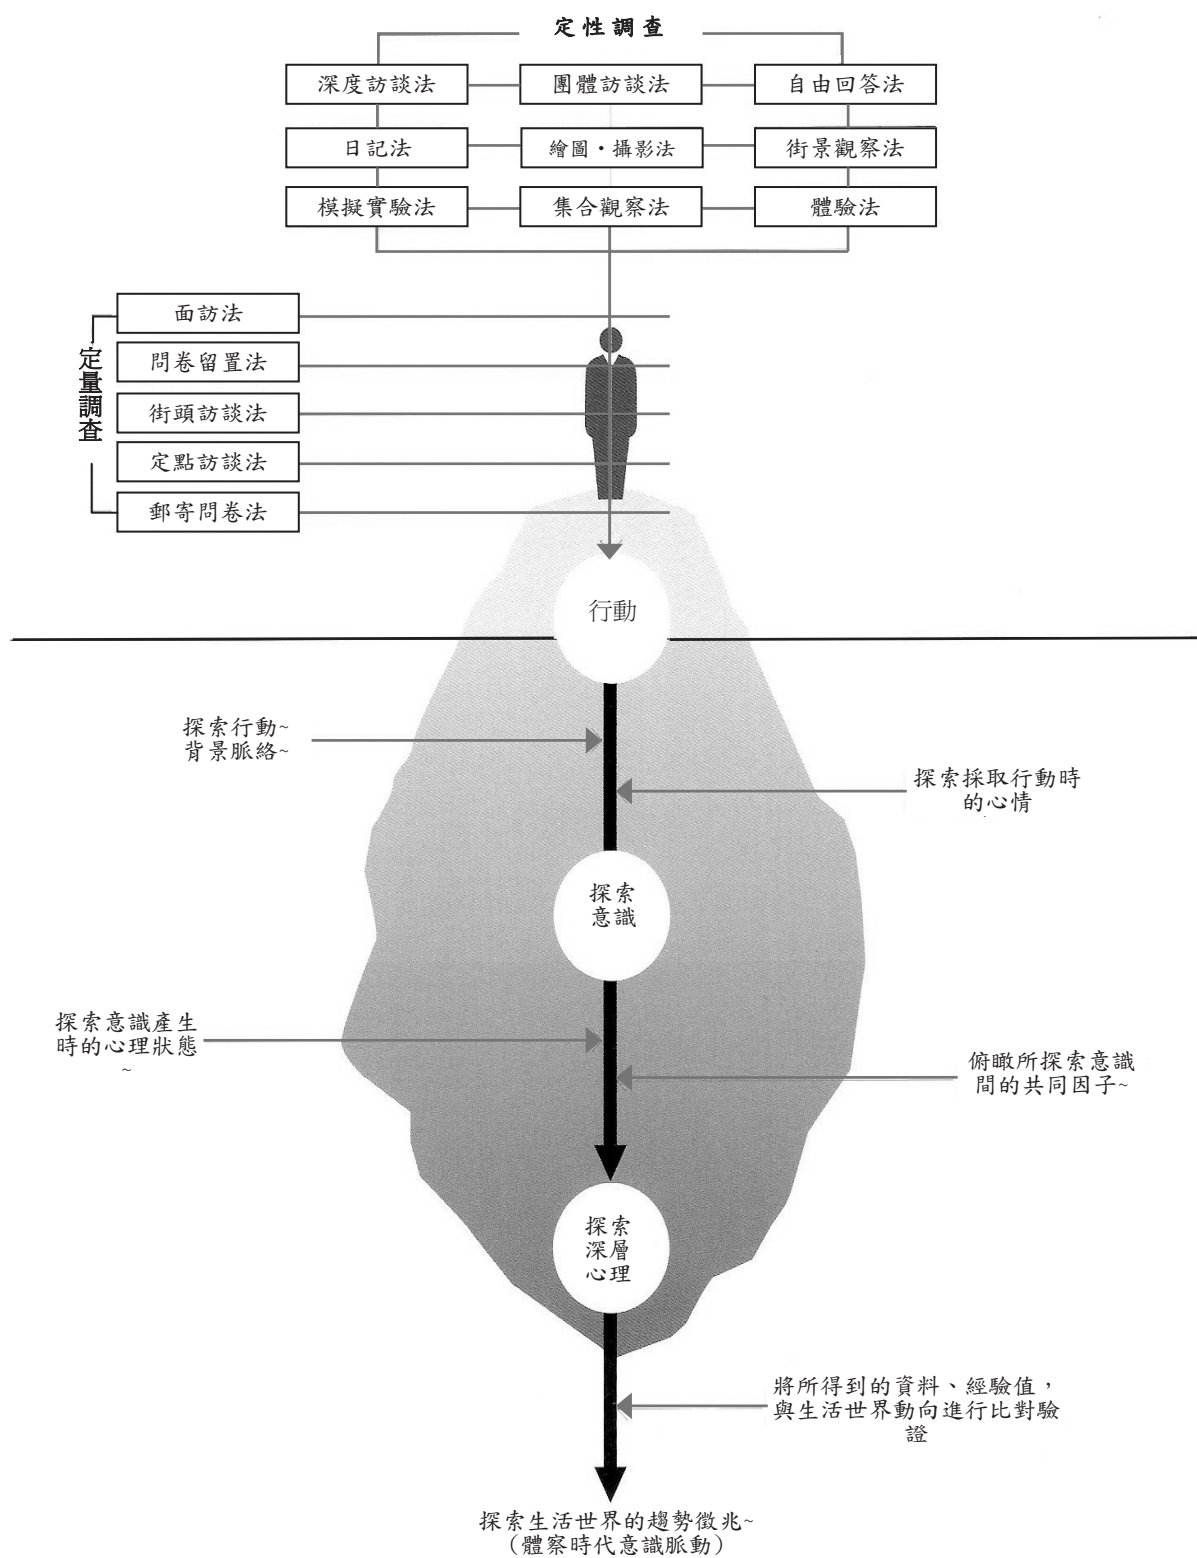 定性調查
深度訪談法
團體訪談法
自由回答法
日記法
繪圖・攝影法
街景觀察法
模擬實驗法
集合觀察法
體驗法
定量調查
面訪法
問卷留置法
街頭訪談法
定點訪談法
郵寄問卷法
行動
探索行動~
背景脈絡~
探索採取行動時
的心情
探索
意識
探索意識產生
時的心理狀態
~
俯瞰所探索意識
間的共同因子~
探索
深層
心理
將所得到的資料、經驗值，
與生活世界動向進行比對驗
證
探索生活世界的趨勢徵兆~
（體察時代意識脈動）